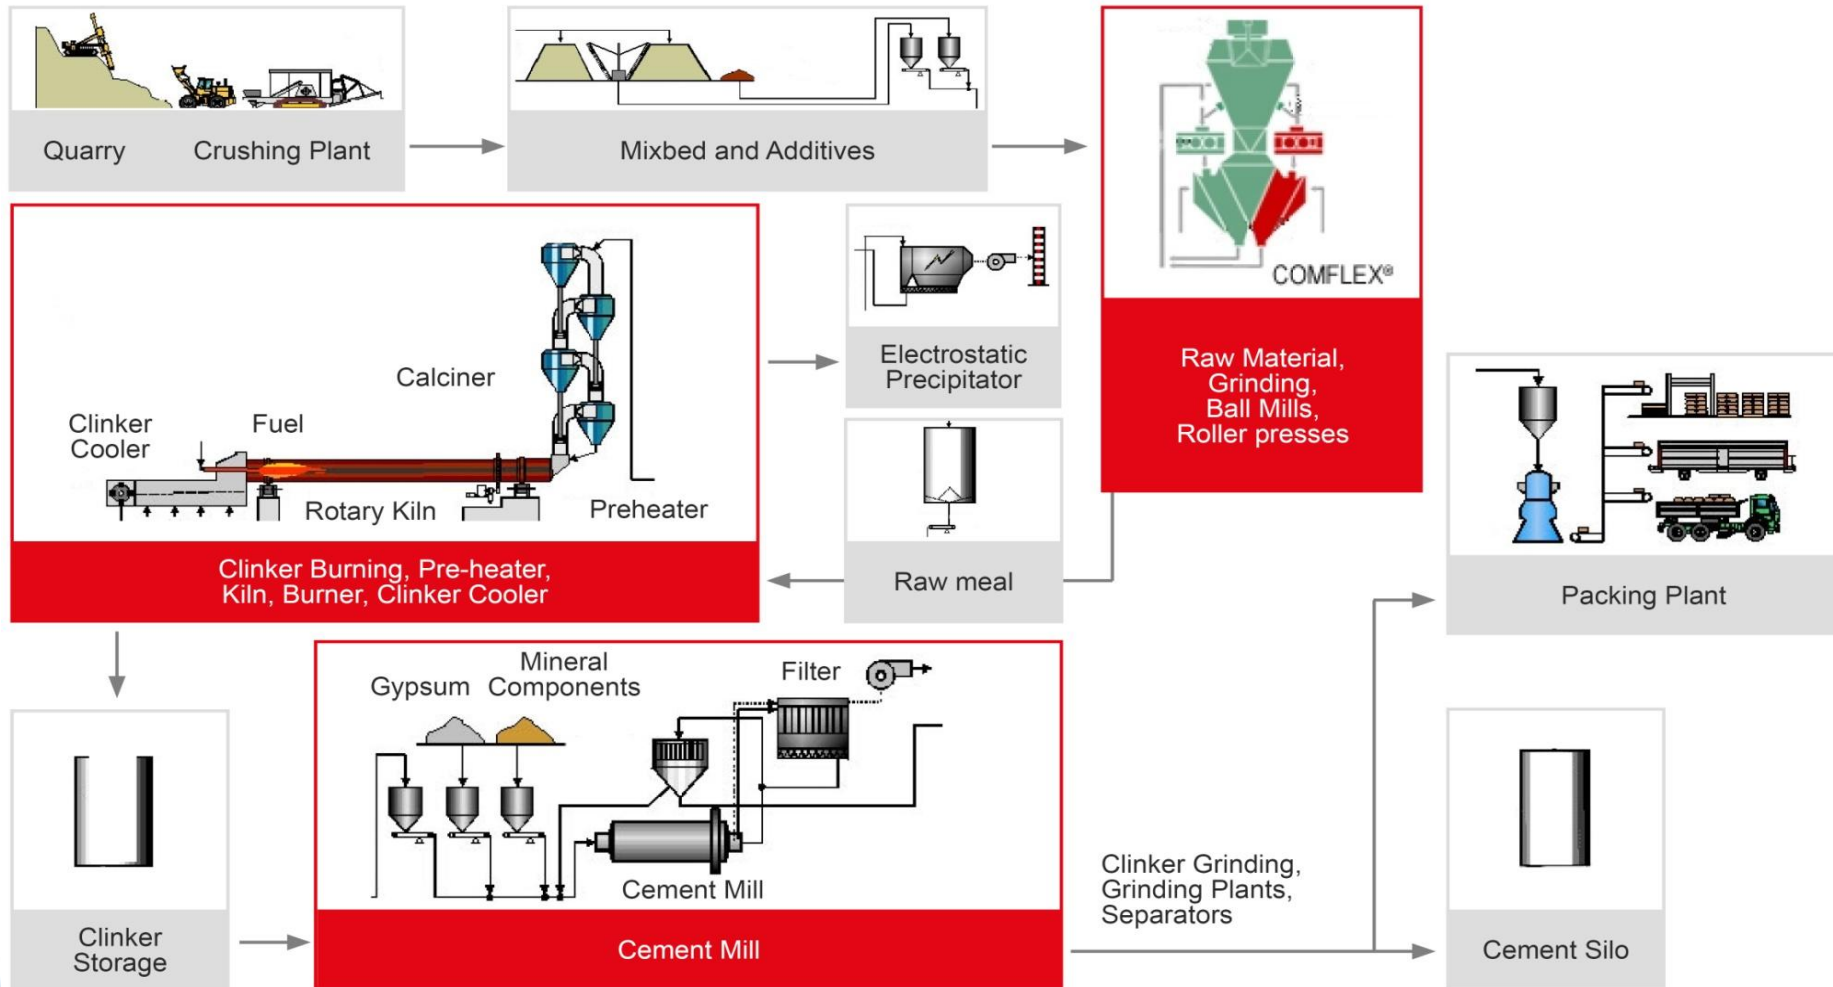 Quarry
Crushing Plant
Mixbed and Additives
COMFLEX®
Raw Material,
Grinding,
Ball Mills,
Roller presses
Calciner
Clinker
Cooler
Fuel
Rotary Kiln
Preheater
Clinker Burning, Pre-heater,
Kiln, Burner, Clinker Cooler
Electrostatic
Precipitator
Raw meal
Packing Plant
Clinker
Storage
Gypsum
Mineral
Components
Filter
Cement Mill
Cement Mill
Clinker Grinding,
Grinding Plants,
Separators
Cement Silo